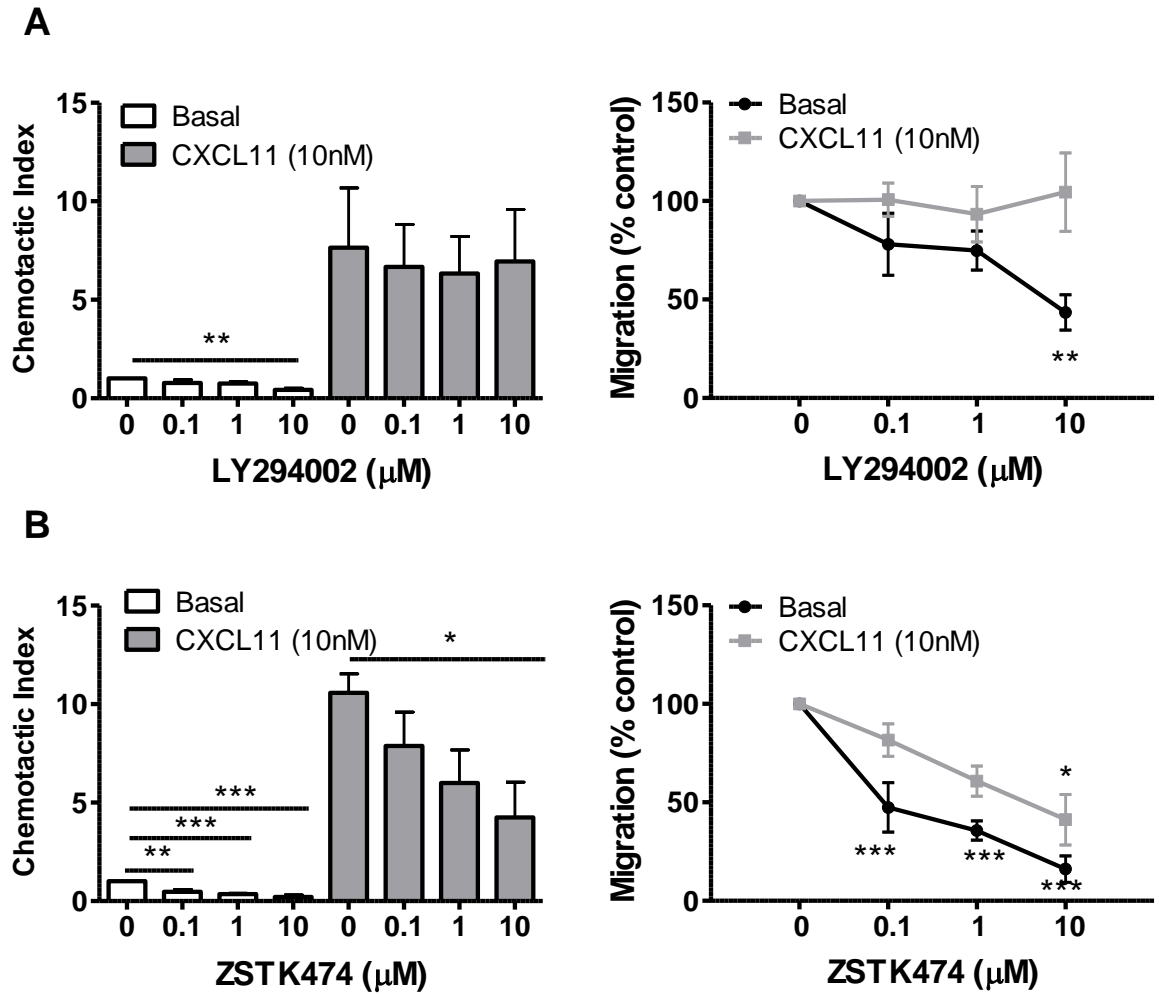 A
Chemotactic Index
15
10
5
0
Basal
CXCL11 (10nM)
**
0 0.1 1 10 0 0.1 1 10
LY294002 (μM)
Migration (% control)
150
100
50
0
Basal
CXCL11 (10nM)
**
0 0.1 1 10
LY294002 (μM)
B
Chemotactic Index
15
10
5
0
Basal
CXCL11 (10nM)
*
***
***
**
0 0.1 1 10 0 0.1 1 10
ZSTK474 (μM)
Migration (% control)
150
100
50
0
Basal
CXCL11 (10nM)
*
*** ***
***
0 0.1 1 10
ZSTK474 (μM)